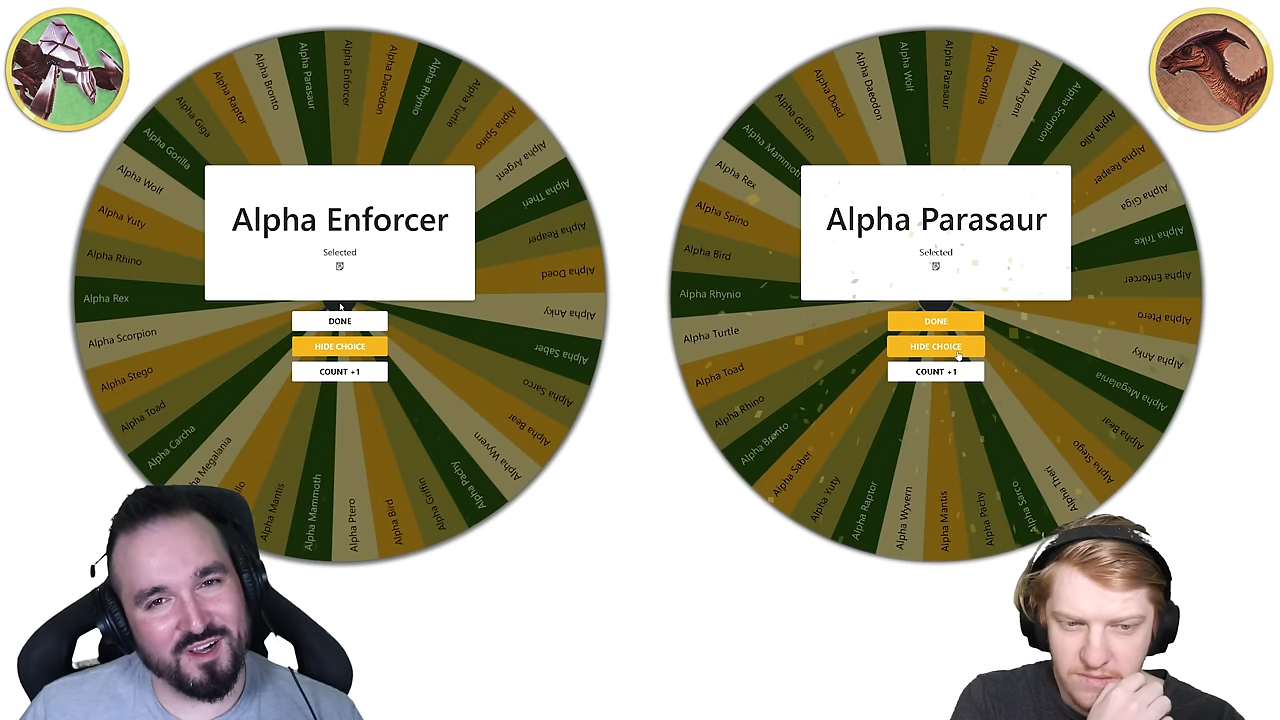 Alpha Enforcer
Selected
DONE
HIDE CHOICE
COUNT +1
Alpha Parasaur
Alpha Enforcer
Alpha Daeodon
Alpha Rhynio
Alpha Turtle
Alpha Spino
Alpha Argent
Alpha Theri
Alpha Reaper
Alpha Doed
Alpha Anky
Alpha Saber
Alpha Sarco
Alpha Bear
Alpha Wyvern
Alpha Pachy
Alpha Griffin
Alpha Bird
Alpha Ptero
Alpha Mammoth
Alpha Mantis
Megalania
Alpha Carcha
Alpha Toad
Alpha Stego
Alpha Scorpion
Alpha Rex
Alpha Rhino
Alpha Yuty
Alpha Wolf
Alpha Gorilla
Alpha Giga
Alpha Raptor
Alpha Bronto
Alpha Parasaur
Selected
DONE
HIDE CHOICE
COUNT +1
Alpha Wolf
Alpha Parasaur
Alpha Gorilla
Alpha Argent
Alpha Scorpion
Alpha Allo
Alpha Reaper
Alpha Giga
Alpha Trike
Alpha Enforcer
Alpha Ptero
Alpha Anky
Alpha Megalania
Alpha Bear
Alpha Stego
Alpha Theri
Alpha Sarco
Alpha Pachy
Alpha Mantis
Alpha Wyvern
Alpha Raptor
Alpha Yuty
Alpha Saber
Alpha Bronto
Alpha Rhino
Alpha Toad
Alpha Turtle
Alpha Rhynio
Alpha Bird
Alpha Spino
Alpha Rex
Alpha Mammoth
Alpha Griffin
Alpha Doed
Alpha Daeodon